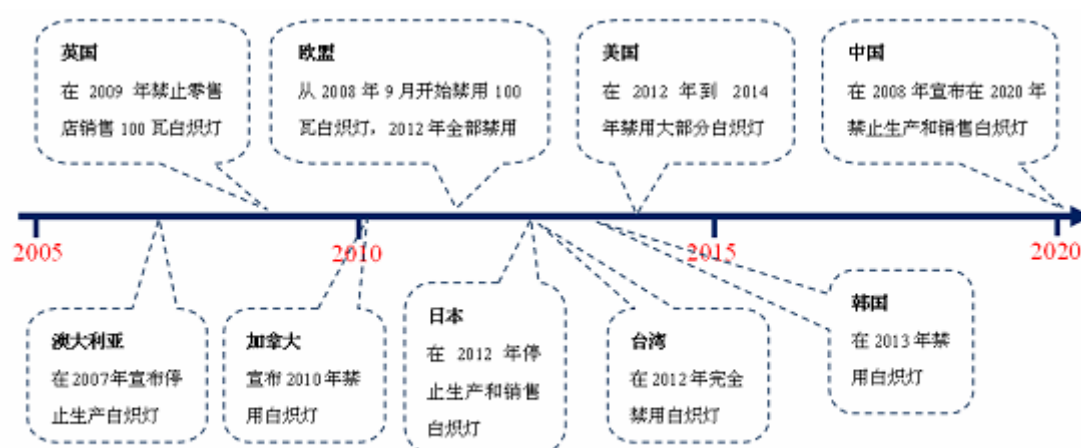 英国
在 2009 年禁止零售
店销售 100 瓦白炽灯
欧盟
从 2008 年 9 月开始禁用 100
瓦白炽灯，2012 年全部禁用
美国
在 2012 年到 2014
年禁用大部分白炽灯
中国
在 2008 年宣布在 2020 年
禁止生产和销售白炽灯
2005
2010
2015
2020
澳大利亚
在 2007年宣布停
止生产白炽灯
加拿大
宣布 2010 年禁
用白炽灯
日本
在 2012 年停
止生产和销售
白炽灯
台湾
在 2012 年完全
禁用白炽灯
韩国
在 2013 年禁
用白炽灯